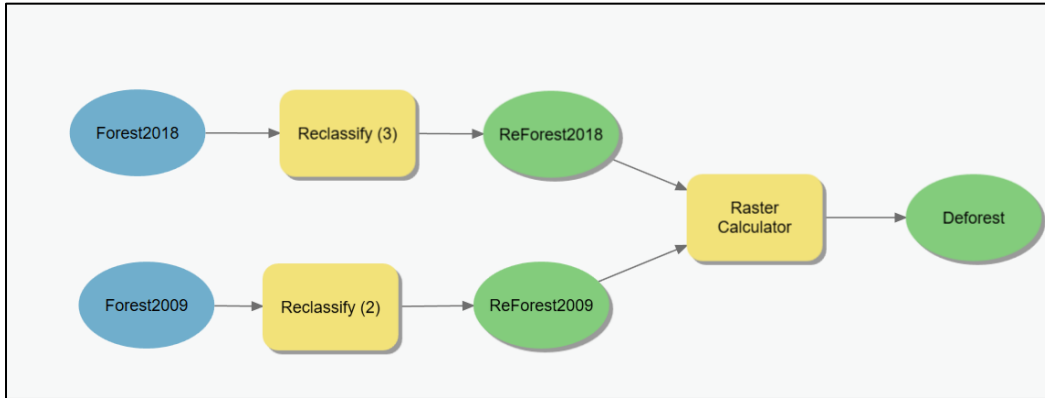 Forest2018
Reclassify (3)
ReForest2018
Raster
Calculator
Deforest
Forest2009
Reclassify (2)
ReForest2009